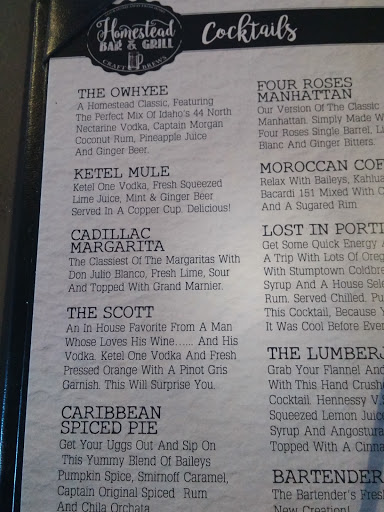 Homestead
BAR & GRILL
CRAFT BREWS
Cocktails
THE OWHYEE
A Homestead Classic, Featuring
The Perfect Mix Of Idaho's 44 North
Nectarine Vodka, Captain Morgan
Coconut Rum, Pineapple Juice
And Ginger Beer.
KETEL MULE
Ketel One Vodka, Fresh Squeezed
Lime Juice, Mint & Ginger Beer
Served In A Copper Cup. Delicious!
CADILLAC
MARGARITA
The Classiest Of The Margaritas With
Don Julio Blanco, Fresh Lime, Sour
And Topped With Grand Marnier.
THE SCOTT
An In House Favorite From A Man
Whose Loves His Wine...... And His
Vodka. Ketel One Vodka And Fresh
Pressed Orange With A Pinot Gris
Garnish. This Will Surprise You.
CARIBBEAN
SPICED PIE
Get Your Uggs Out And Sip On
This Yummy Blend Of Baileys
Pumpkin Spice, Smirnoff Caramel,
Captain Original Spiced Rum
And Chila Orchata
FOUR ROSES
MANHATTAN
Our Version Of The Classic
Manhattan. Simply Made W
Four Roses Single Barrel, L
Blanc And Ginger Bitters.
MOROCCAN COF
Relax With Baileys, Kahlua
Bacardi 151 Mixed With C
And A Sugared Rim
LOST IN PORTL
Get Some Quick Energy
A Trip With Lots Of Oreg
With Stumptown Coldbre
Syrup And A House Sele
Rum. Served Chilled. Pu
This Cocktail, Because Y
It Was Cool Before Ever
THE LUMBERJ
Grab Your Flannel And
With This Hand Crushe
Cocktail. Hennessy V.S
Squeezed Lemon Juice
Syrup And Angostura
Topped With A Cinna
BARTENDER
The Bartender's Fresh
New Creation!